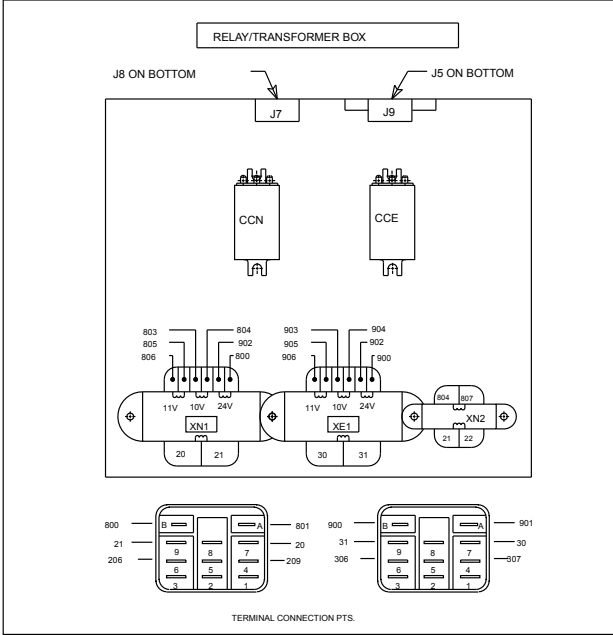 RELAY/TRANSFORMER BOX
J8 ON BOTTOM
J5 ON BOTTOM
J7
J9
CCN
CCE
803
804
805
902
806
800
903
904
905
902
906
900
11V 10V 24V
XN1
20 21
11V 10V 24V
XE1
30 31
804 807
XN2
21 22
800 B A 801
21 9 8 7 20
206 6 5 4 209
3 2 1
900 B A 901
31 9 8 7 30
306 6 5 4 307
3 2 1
TERMINAL CONNECTION PTS.